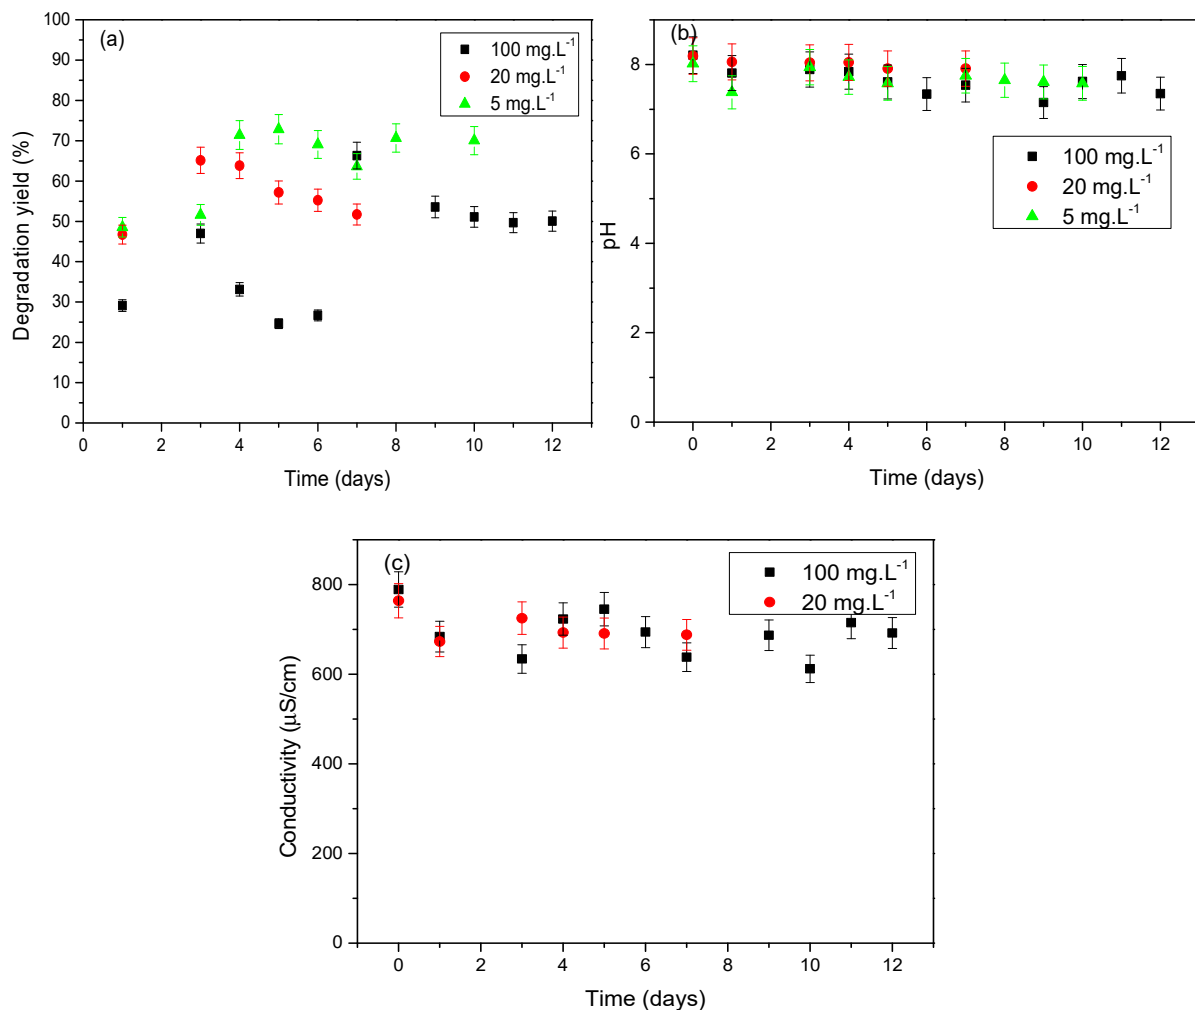 (a)
100 mg.L-1
20 mg.L-1
5 mg.L-1
100
90
80
70
60
50
40
30
20
10
0
Degradation yield (%)
0 2 4 6 8 10 12
Time (days)
(b)
100 mg.L-1
20 mg.L-1
5 mg.L-1
8
6
4
2
0
pH
0 2 4 6 8 10 12
Time (days)
(c)
100 mg.L-1
20 mg.L-1
800
600
400
200
0
Conductivity (µS/cm)
0 2 4 6 8 10 12
Time (days)